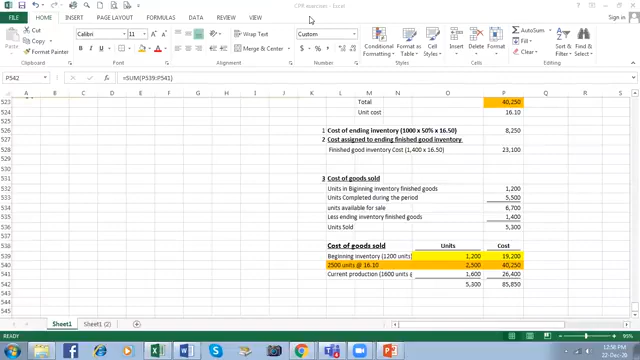 CPK exercises - Excel
Sign in
FILE HOME INSERT PAGE LAYOUT FORMULAS DATA REVIEW VIEW
Cut
Copy
Format Painter
Clipboard
Calibri 11
Font
Wrap Text
Merge & Center
Alignment
Custom
Number
Conditional Formatting
Format as Table
Cell Styles
Styles
Insert Delete Format
Cells
AutoSum
Fill
Clear
Sort & Filter
Find & Select
Editing
P542 =SUM(P539:P541)
A B C D E F G H I J K L M N O P Q R S
523 Total 40,250
524 Unit cost 16.10
525
526 1 Cost of ending inventory (1000 x 50% x 16.50) 8,250
527 2 Cost assigned to ending finished good inventory
528 Finished good inventory Cost (1,400 x 16.50) 23,100
529
531 3 Cost of goods sold
532 Units in Biginning inventory finished goods 1,200
533 Units Completed during the period 5,500
534 units available for sale 6,700
535 Less ending inventory finished goods 1,400
536 Units Sold 5,300
538 Cost of goods sold Units Cost
539 Beginning inventory (1200 units) 1,200 19,200
540 2500 units @ 16.10 2,500 40,250
541 Current production (1600 units @ 1,600 26,400
542 5,300 85,850
Sheet1 Sheet1 (2)
READY
95%
12:58 PM
22-Dec-20